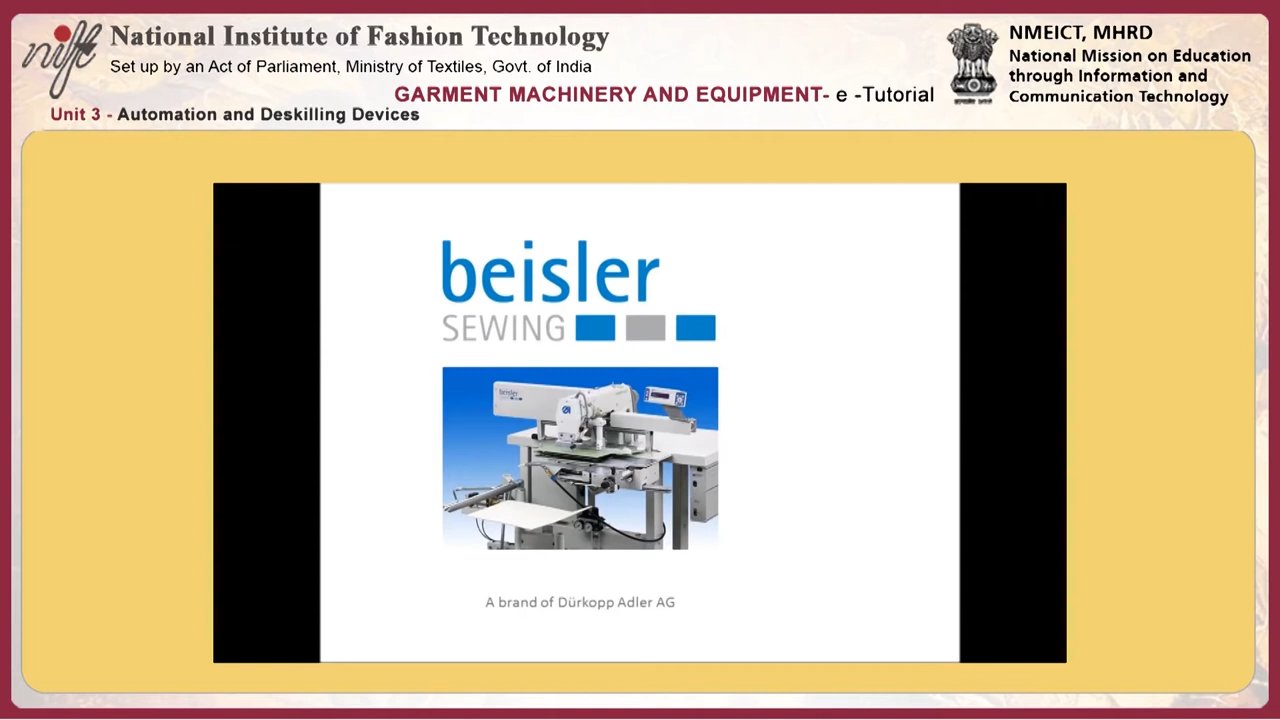 nift
National Institute of Fashion Technology
Set up by an Act of Parliament, Ministry of Textiles, Govt. of India
GARMENT MACHINERY AND EQUIPMENT- e -Tutorial
Unit 3 - Automation and Deskilling Devices
NMEICT, MHRD
National Mission on Education
through Information and
Communication Technology
beisler
SEWING
beisler
A brand of Dürkopp Adler AG